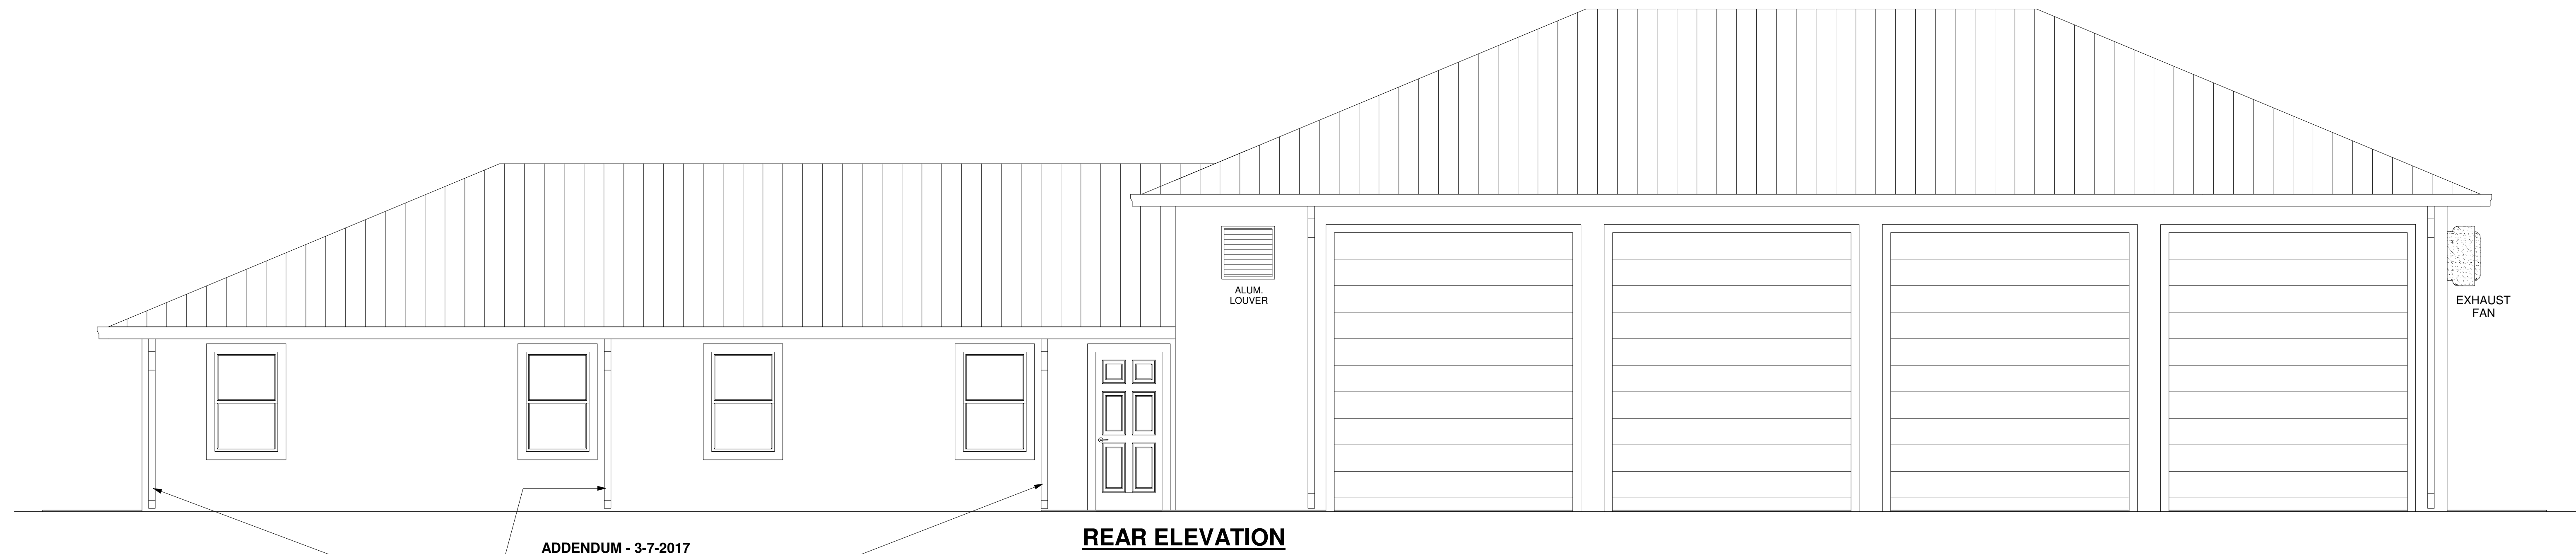 ALUM.
LOUVER
EXHAUST
FAN
REAR ELEVATION
ADDENDUM - 3-7-2017